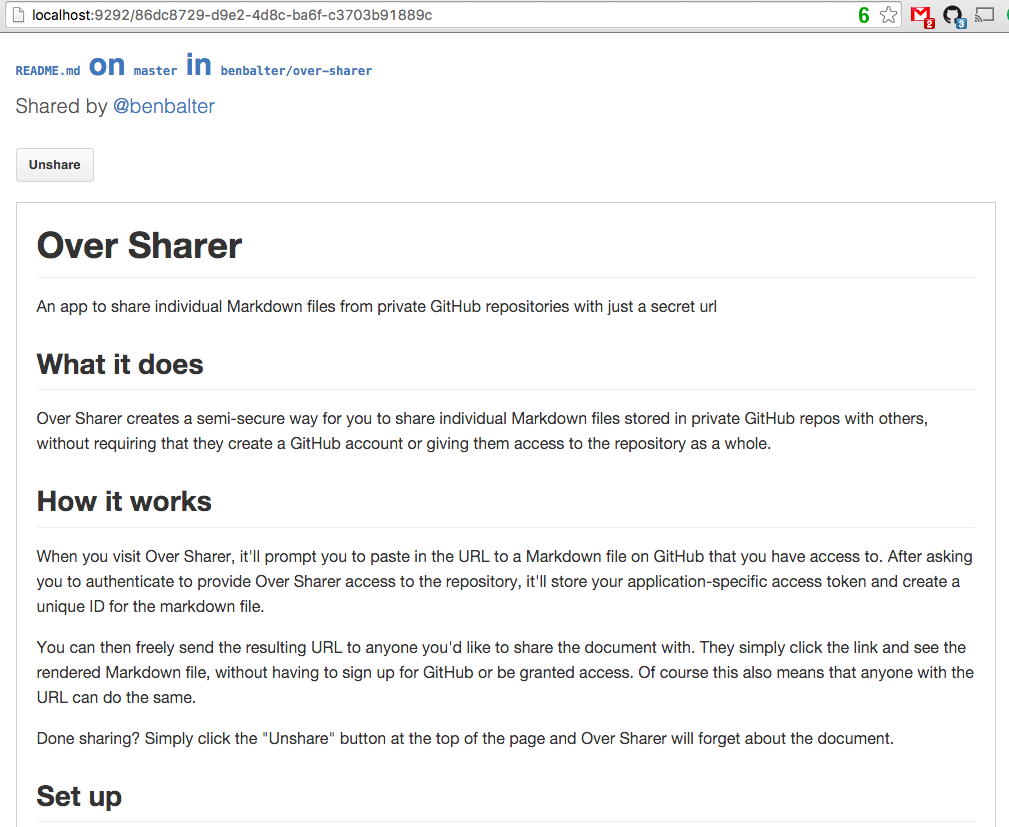 localhost:9292/86dc8729-d9e2-4d8c-ba6f-c3703b91889c
6
2
3
README.md on master in benbalter/over-sharer
Shared by @benbalter
Unshare
Over Sharer
An app to share individual Markdown files from private GitHub repositories with just a secret url
What it does
Over Sharer creates a semi-secure way for you to share individual Markdown files stored in private GitHub repos with others,
without requiring that they create a GitHub account or giving them access to the repository as a whole.
How it works
When you visit Over Sharer, it'll prompt you to paste in the URL to a Markdown file on GitHub that you have access to. After asking
you to authenticate to provide Over Sharer access to the repository, it'll store your application-specific access token and create a
unique ID for the markdown file.
You can then freely send the resulting URL to anyone you'd like to share the document with. They simply click the link and see the
rendered Markdown file, without having to sign up for GitHub or be granted access. Of course this also means that anyone with the
URL can do the same.
Done sharing? Simply click the "Unshare" button at the top of the page and Over Sharer will forget about the document.
Set up